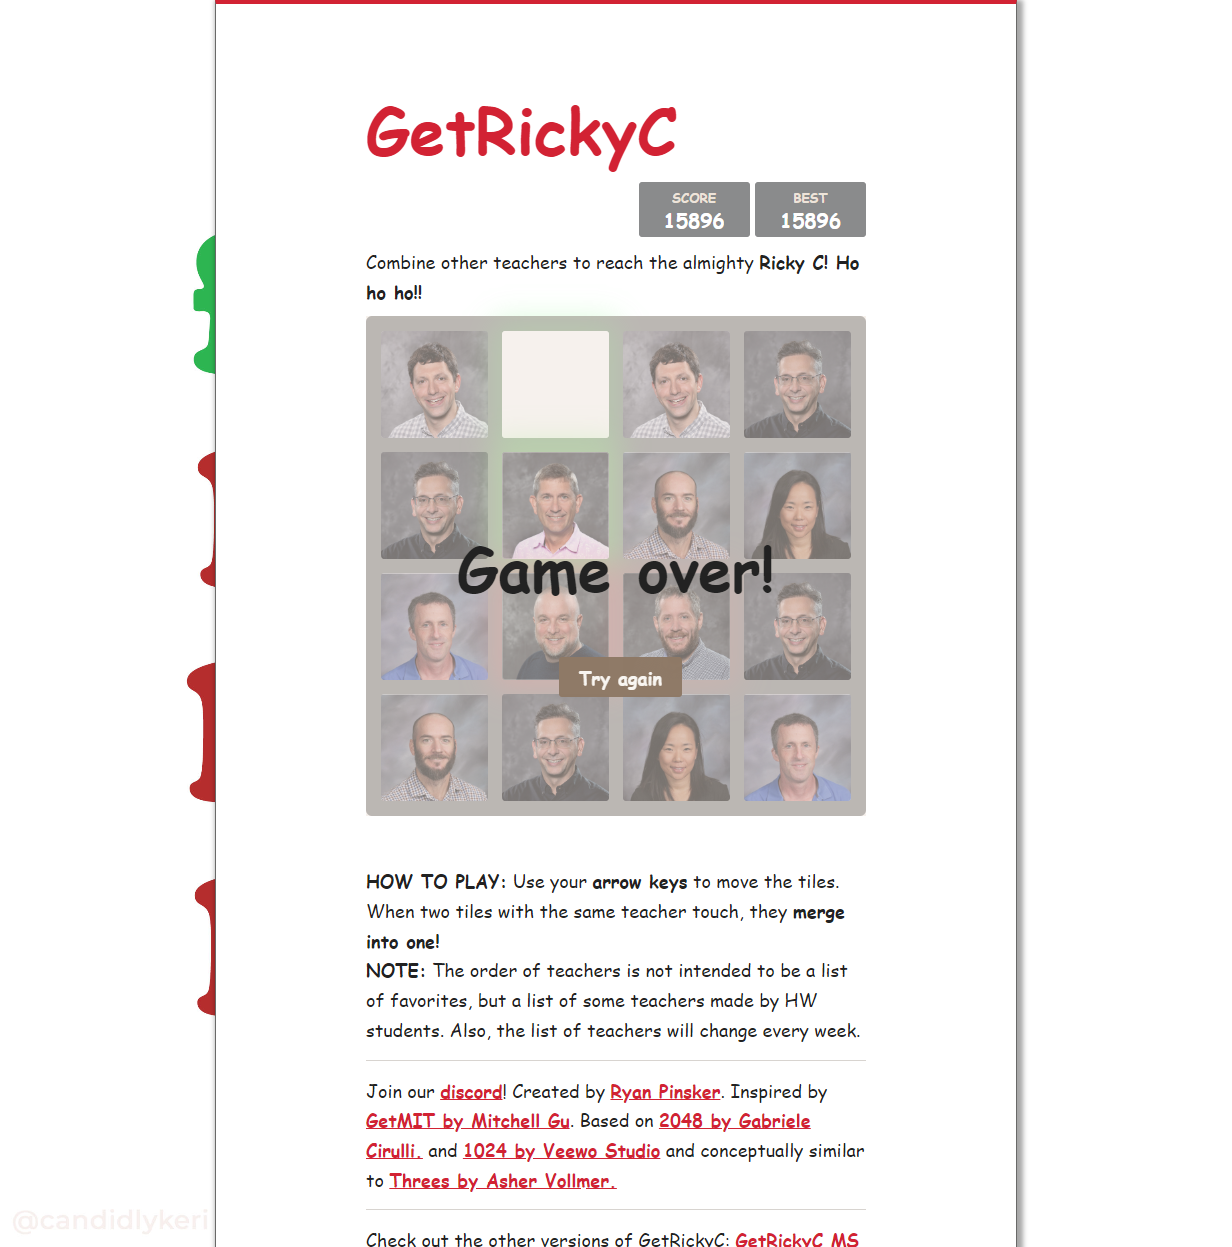 GetRickyC
SCORE
15896
BEST
15896
Combine other teachers to reach the almighty Ricky C! Ho
ho ho!!
Game over!
Try again
HOW TO PLAY: Use your arrow keys to move the tiles.
When two tiles with the same teacher touch, they merge
into one!
NOTE: The order of teachers is not intended to be a list
of favorites, but a list of some teachers made by HW
students. Also, the list of teachers will change every week.
Join our discord! Created by Ryan Pinsker. Inspired by
GetMIT by Mitchell Gu. Based on 2048 by Gabriele
Cirulli. and 1024 by Veewo Studio and conceptually similar
to Threes by Asher Vollmer.
@candidlykeri
Check out the other versions of GetRickyC: GetRickyC MS